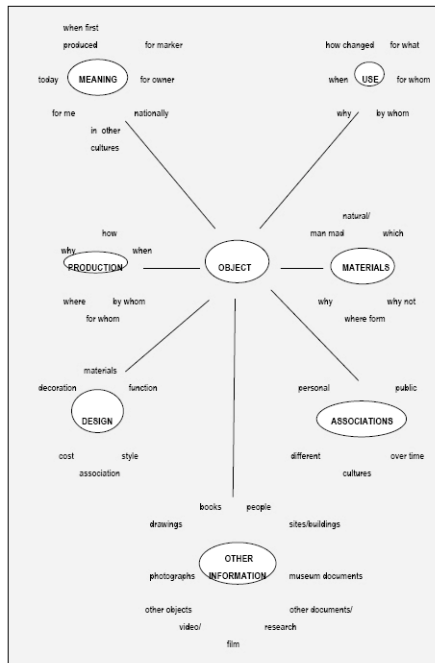 when first
produced for marker
today MEANING for owner
for me nationally
in other
cultures
how changed for what
when USE for whom
why by whom
how
why when
PRODUCTION
where by whom
for whom
OBJECT
natural/
man mad which
MATERIALS
why why not
where form
materials
decoration function
DESIGN
cost style
association
personal public
ASSOCIATIONS
different over time
cultures
books people
drawings sites/buildings
OTHER
photographs INFORMATION museum documents
other objects other documents/
video/ research
film